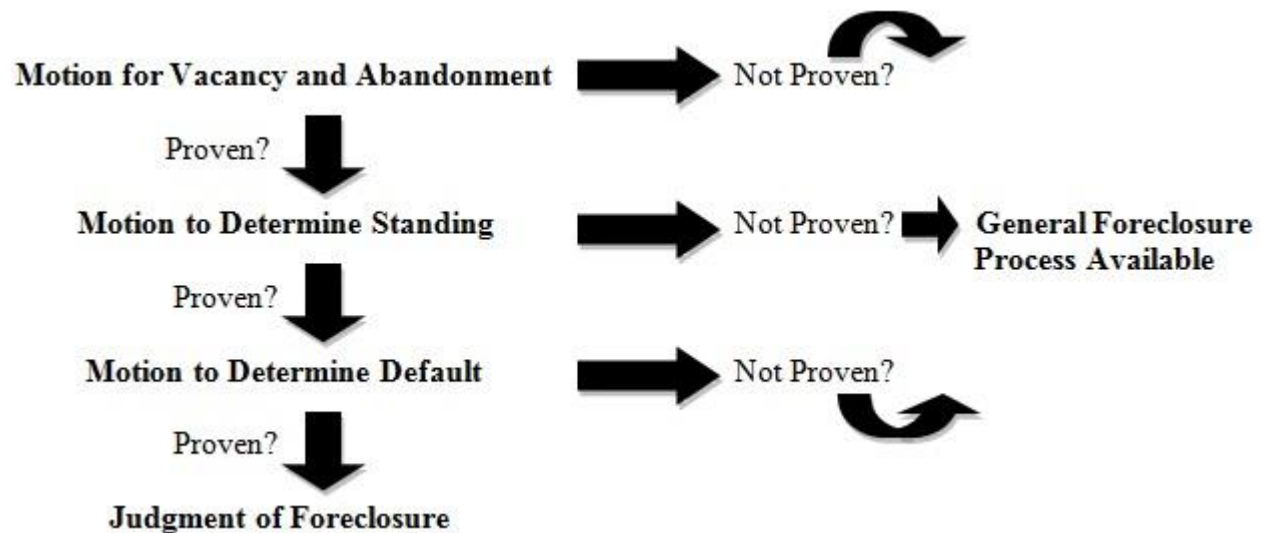 Motion for Vacancy and Abandonment
Not Proven?
Proven?
Motion to Determine Standing
Not Proven?
General Foreclosure
Process Available
Proven?
Motion to Determine Default
Not Proven?
Proven?
Judgment of Foreclosure